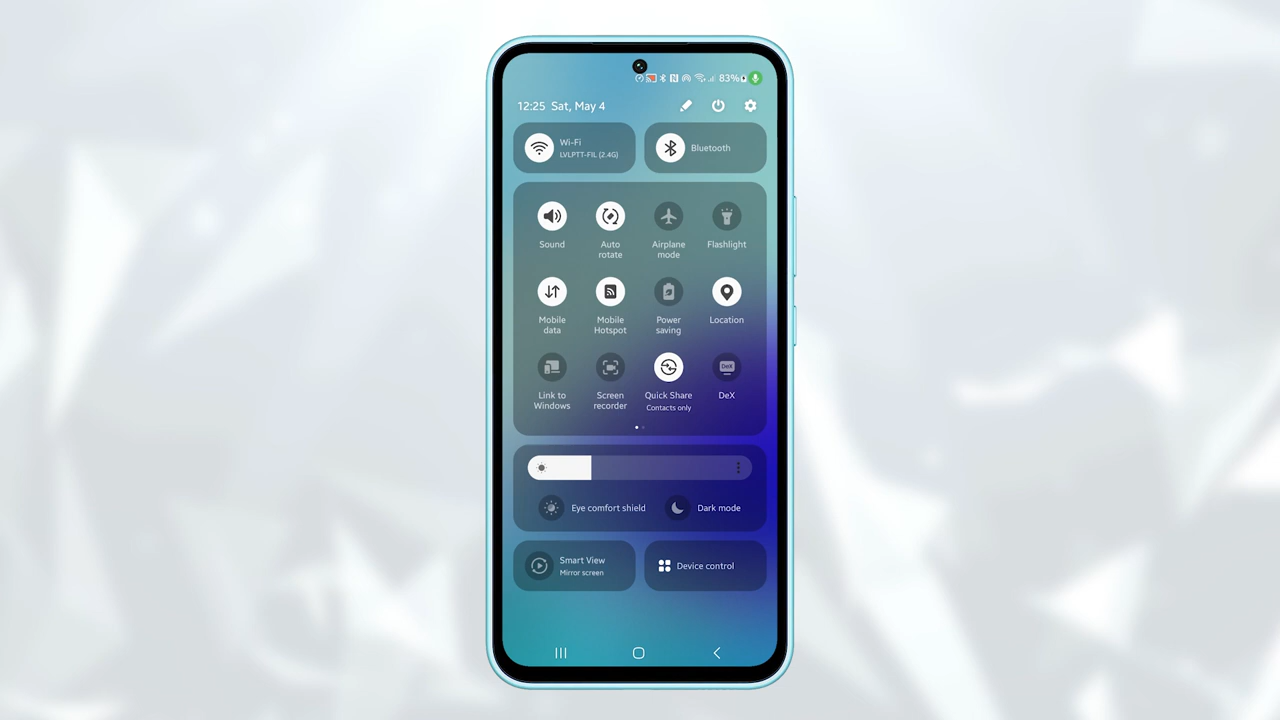 83%
12:25 Sat, May 4
Wi-Fi
LVLPTT-FIL (2.4G)
Bluetooth
Sound
Auto
rotate
Airplane
mode
Flashlight
Mobile
data
Mobile
Hotspot
Power
saving
Location
Link to
Windows
Screen
recorder
Quick Share
Contacts only
DeX
DeX
Eye comfort shield
Dark mode
Smart View
Mirror screen
Device control